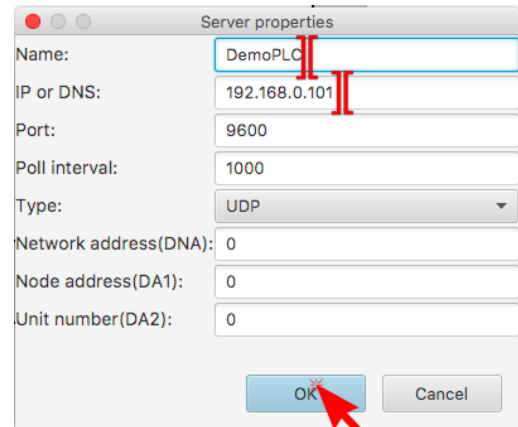 Server properties
Name: DemoPLC
IP or DNS: 192.168.0.101
Port: 9600
Poll interval: 1000
Type: UDP
Network address(DNA): 0
Node address(DA1): 0
Unit number(DA2): 0
OK Cancel